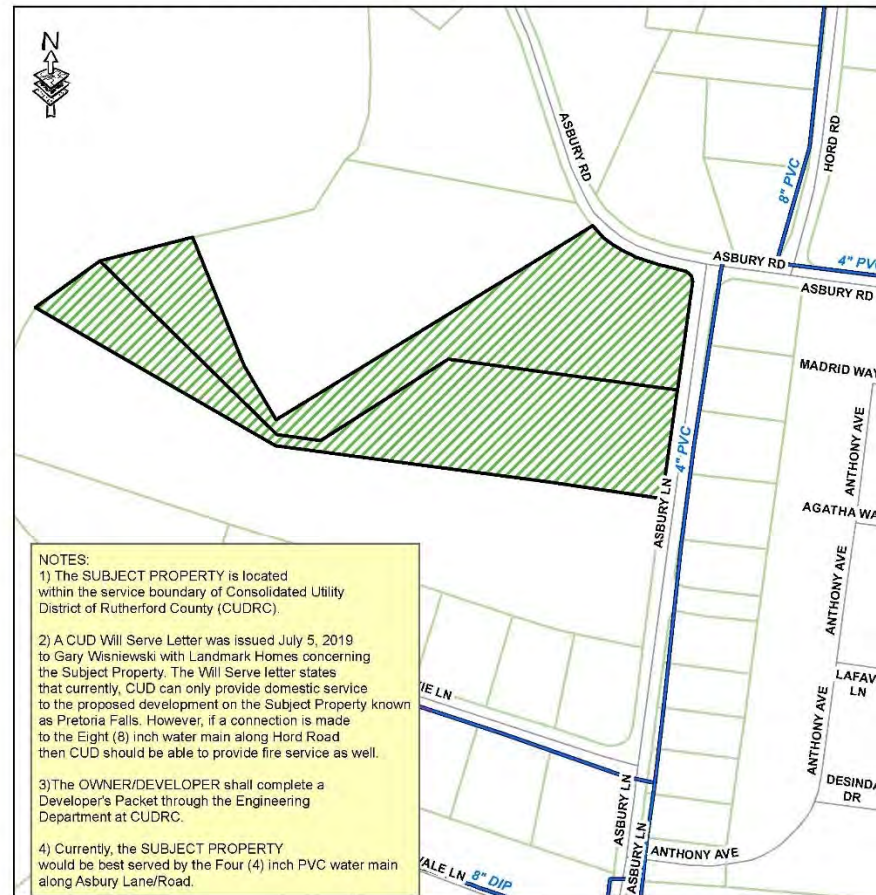 N
ASBURY RD
HORD RD
8" PVC
ASBURY RD
4" PVC
ASBURY RD
MADRID WAY
ANTHONY AVE
4" PVC
ASBURY LN
AGATHA WA
ANTHONY AVE
NOTES:
1) The SUBJECT PROPERTY is located
within the service boundary of Consolidated Utility
District of Rutherford County (CUDRC).
2) A CUD Will Serve Letter was issued July 5, 2019
to Gary Wisniewski with Landmark Homes concerning
the Subject Property. The Will Serve letter states
that currently, CUD can only provide domestic service
to the proposed development on the Subject Property known
as Pretoria Falls. However, if a connection is made
to the Eight (8) inch water main along Hord Road
then CUD should be able to provide fire service as well.
3)The OWNER/DEVELOPER shall complete a
Developer's Packet through the Engineering
Department at CUDRC.
4) Currently, the SUBJECT PROPERTY
would be best served by the Four (4) inch PVC water main
along Asbury Lane/Road.
IE LN
LAFAV
LN
ANTHONY AVE
ASBURY LN
DESINDA
DR
ASBURY LN
ANTHONY AVE
VALE LN
8" DIP